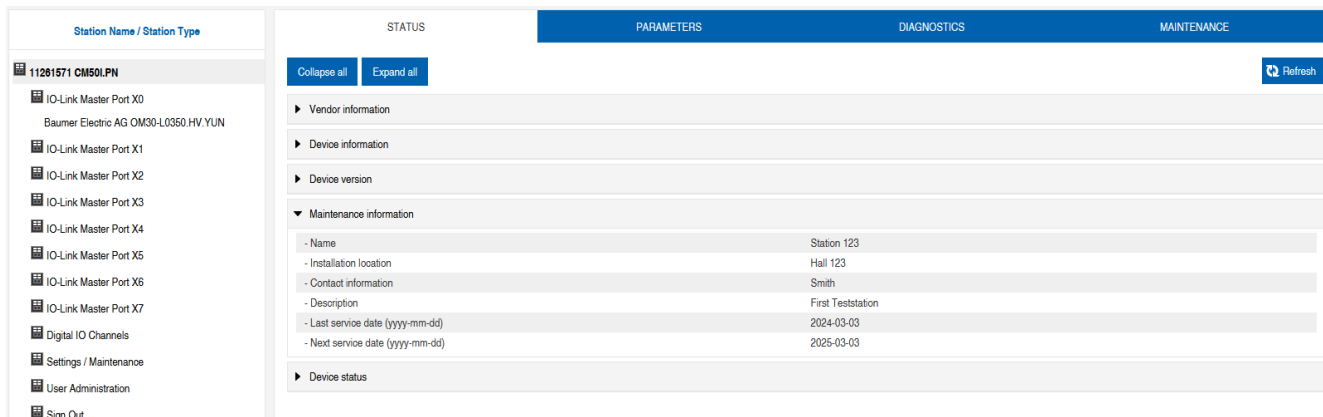 Station Name / Station Type
11261571 CM50I.PN
IO-Link Master Port X0
Baumer Electric AG OM30-L0350.HV.YUN
IO-Link Master Port X1
IO-Link Master Port X2
IO-Link Master Port X3
IO-Link Master Port X4
IO-Link Master Port X5
IO-Link Master Port X6
IO-Link Master Port X7
Digital IO Channels
Settings / Maintenance
User Administration
Sign Out
STATUS PARAMETERS DIAGNOSTICS MAINTENANCE
Collapse all Expand all Refresh
Vendor information
Device information
Device version
Maintenance information
- Name Station 123
- Installation location Hall 123
- Contact information Smith
- Description First Teststation
- Last service date (yyyy-mm-dd) 2024-03-03
- Next service date (yyyy-mm-dd) 2025-03-03
Device status